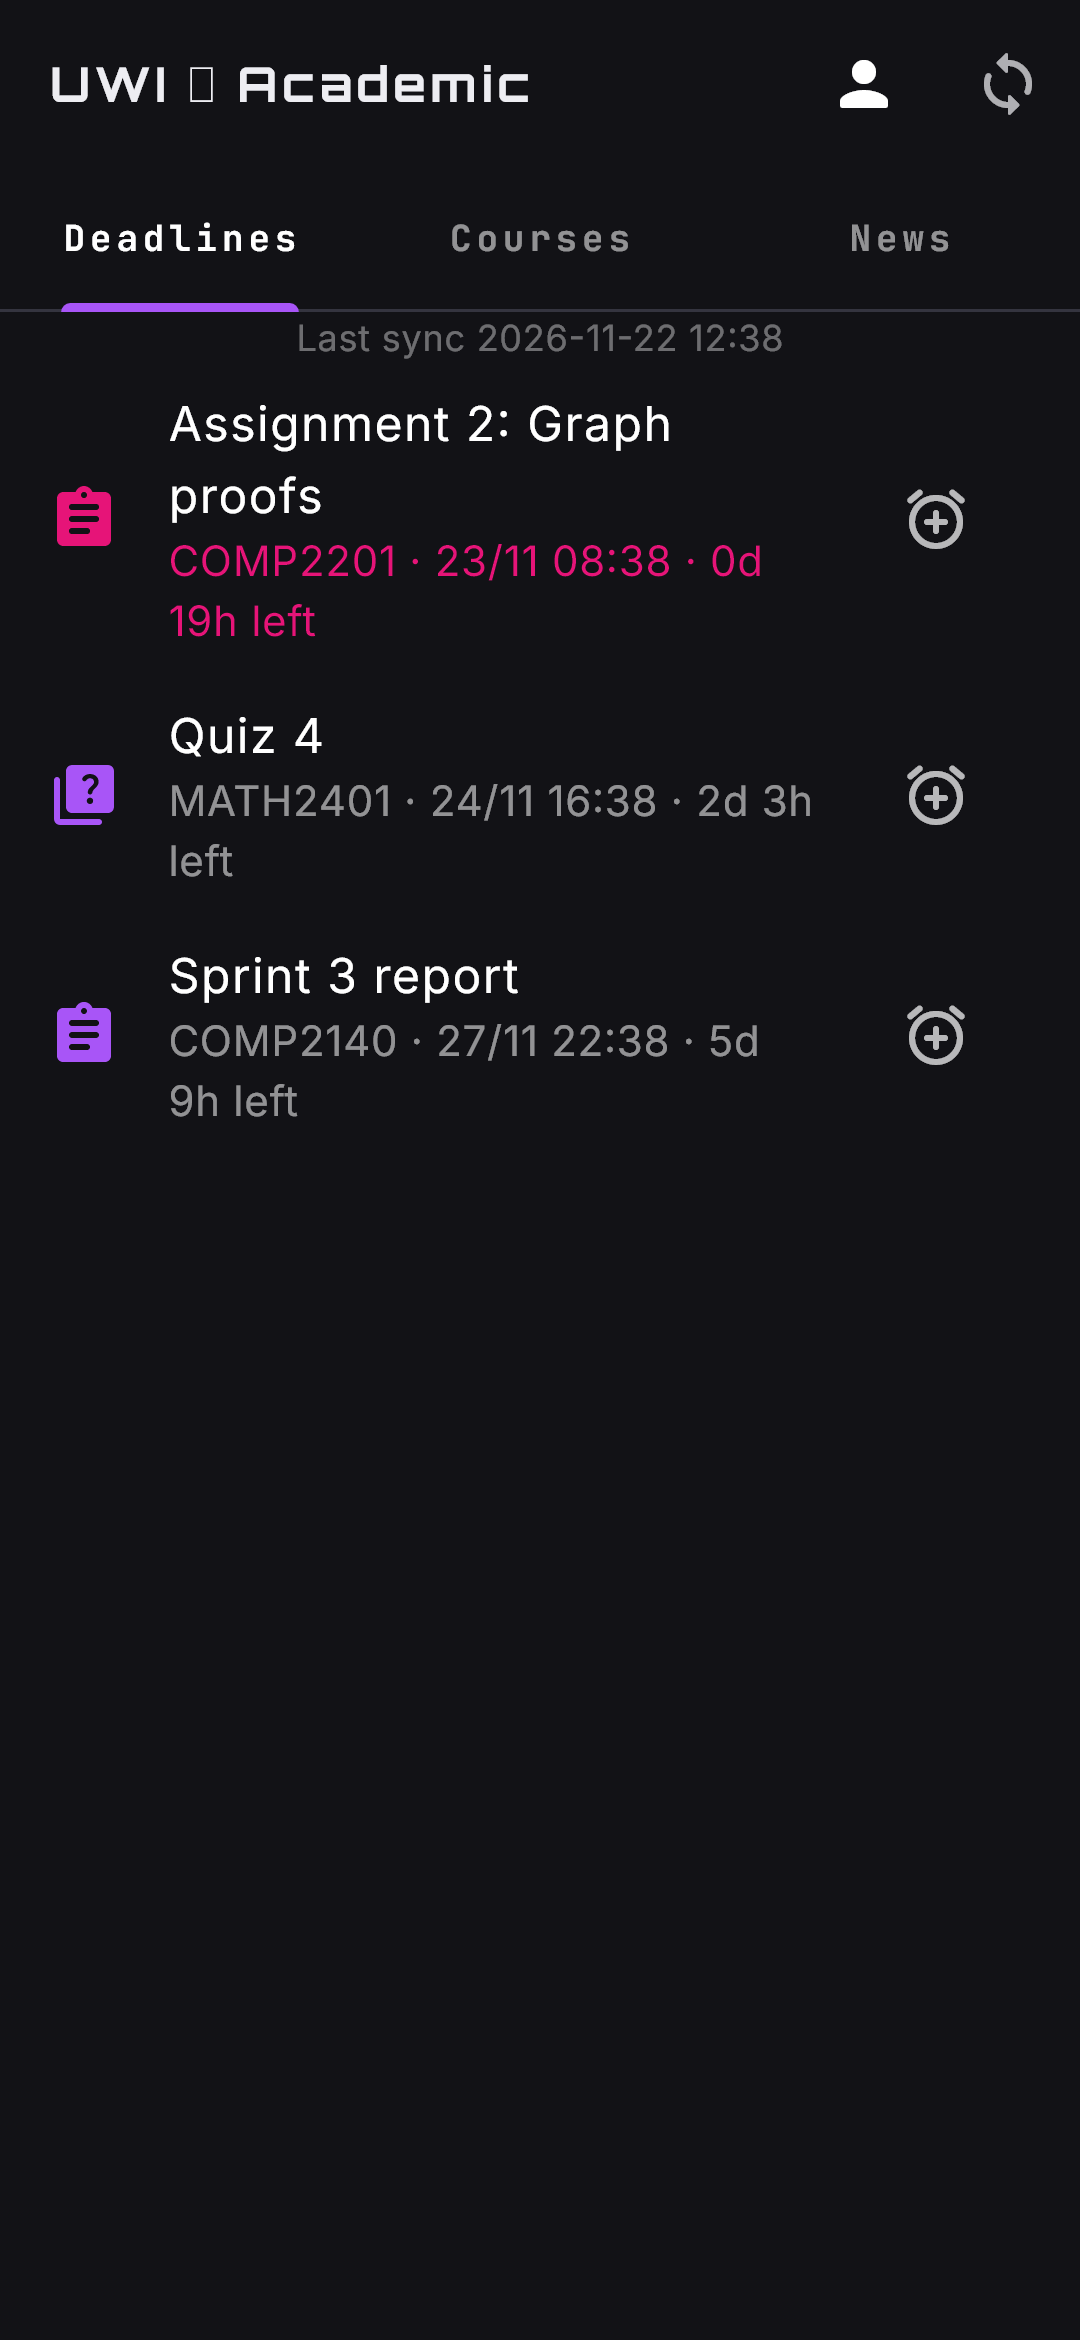 UWI ▯ Academic
Deadlines
Courses
News
Last sync 2026-11-22 12:38
Assignment 2: Graph
proofs
COMP2201 · 23/11 08:38 · 0d
19h left
Quiz 4
MATH2401 · 24/11 16:38 · 2d 3h
left
Sprint 3 report
COMP2140 · 27/11 22:38 · 5d
9h left